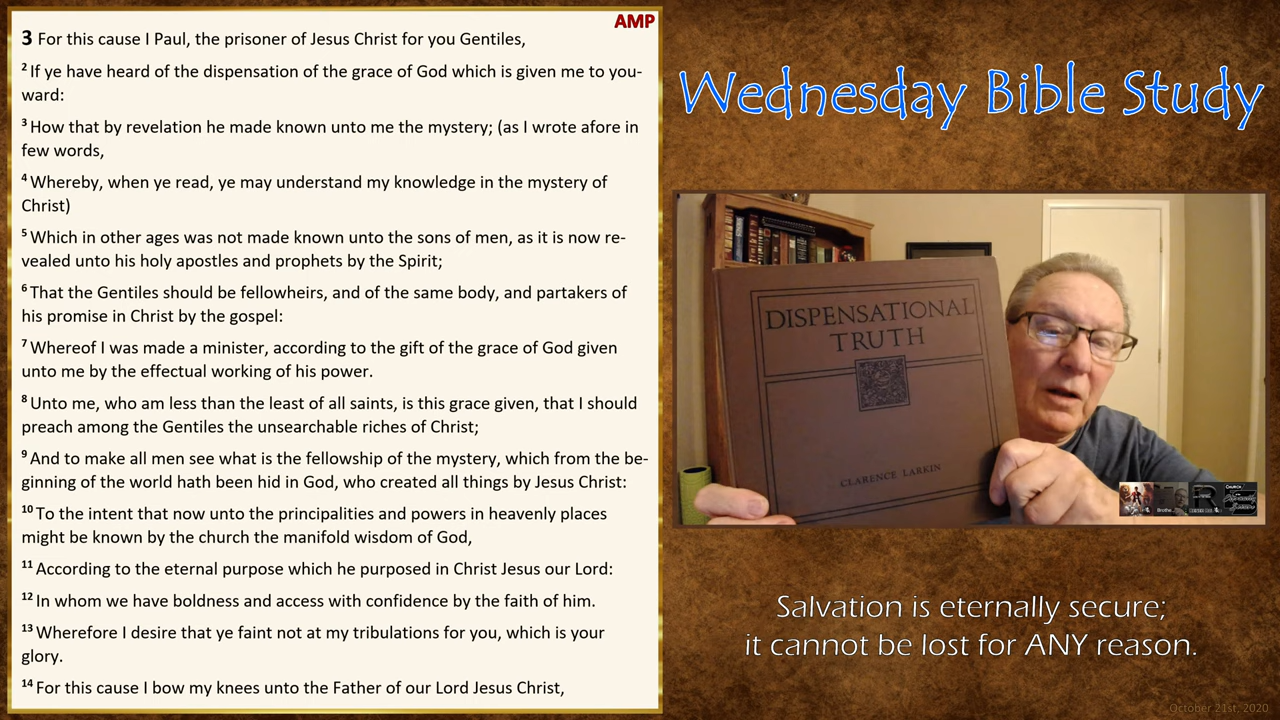 AMP
3 For this cause I Paul, the prisoner of Jesus Christ for you Gentiles,
2 If ye have heard of the dispensation of the grace of God which is given me to you-
ward:
3 How that by revelation he made known unto me the mystery; (as I wrote afore in
few words,
4 Whereby, when ye read, ye may understand my knowledge in the mystery of
Christ)
5 Which in other ages was not made known unto the sons of men, as it is now re-
vealed unto his holy apostles and prophets by the Spirit;
6 That the Gentiles should be fellowheirs, and of the same body, and partakers of
his promise in Christ by the gospel:
7 Whereof I was made a minister, according to the gift of the grace of God given
unto me by the effectual working of his power.
8 Unto me, who am less than the least of all saints, is this grace given, that I should
preach among the Gentiles the unsearchable riches of Christ;
9 And to make all men see what is the fellowship of the mystery, which from the be-
ginning of the world hath been hid in God, who created all things by Jesus Christ:
10 To the intent that now unto the principalities and powers in heavenly places
might be known by the church the manifold wisdom of God,
11 According to the eternal purpose which he purposed in Christ Jesus our Lord:
12 In whom we have boldness and access with confidence by the faith of him.
13 Wherefore I desire that ye faint not at my tribulations for you, which is your
glory.
14 For this cause I bow my knees unto the Father of our Lord Jesus Christ,
Wednesday Bible Study
DISPENSATIONAL
TRUTH
CLARENCE LARKIN
CHURCH
Brothe...
Salvation is eternally secure;
it cannot be lost for ANY reason.
October 21st, 2020